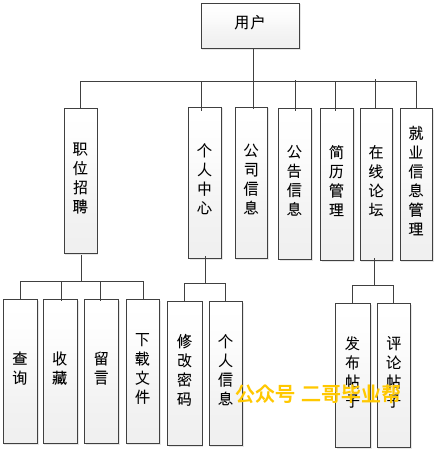 用户
职位招聘
个人中心
公司信息
公告信息
简历管理
在线论坛
就业信息管理
查询
收藏
留言
下载文件
修改密码
个人信息
发布帖子
评论帖子
公众号 二哥毕业帮